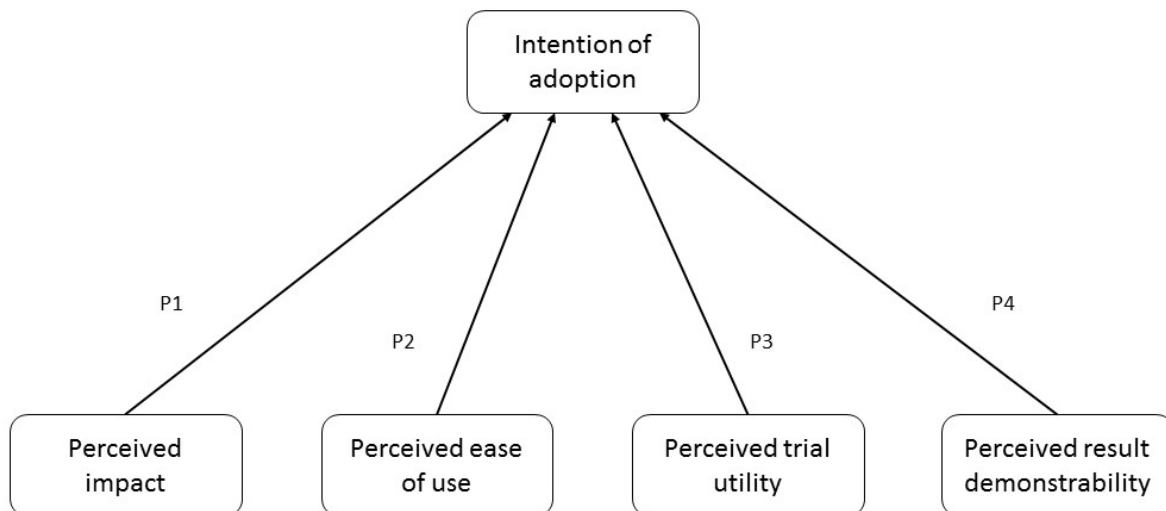 Intention of
adoption
P1
P2
P3
P4
Perceived
impact
Perceived ease
of use
Perceived trial
utility
Perceived result
demonstrability